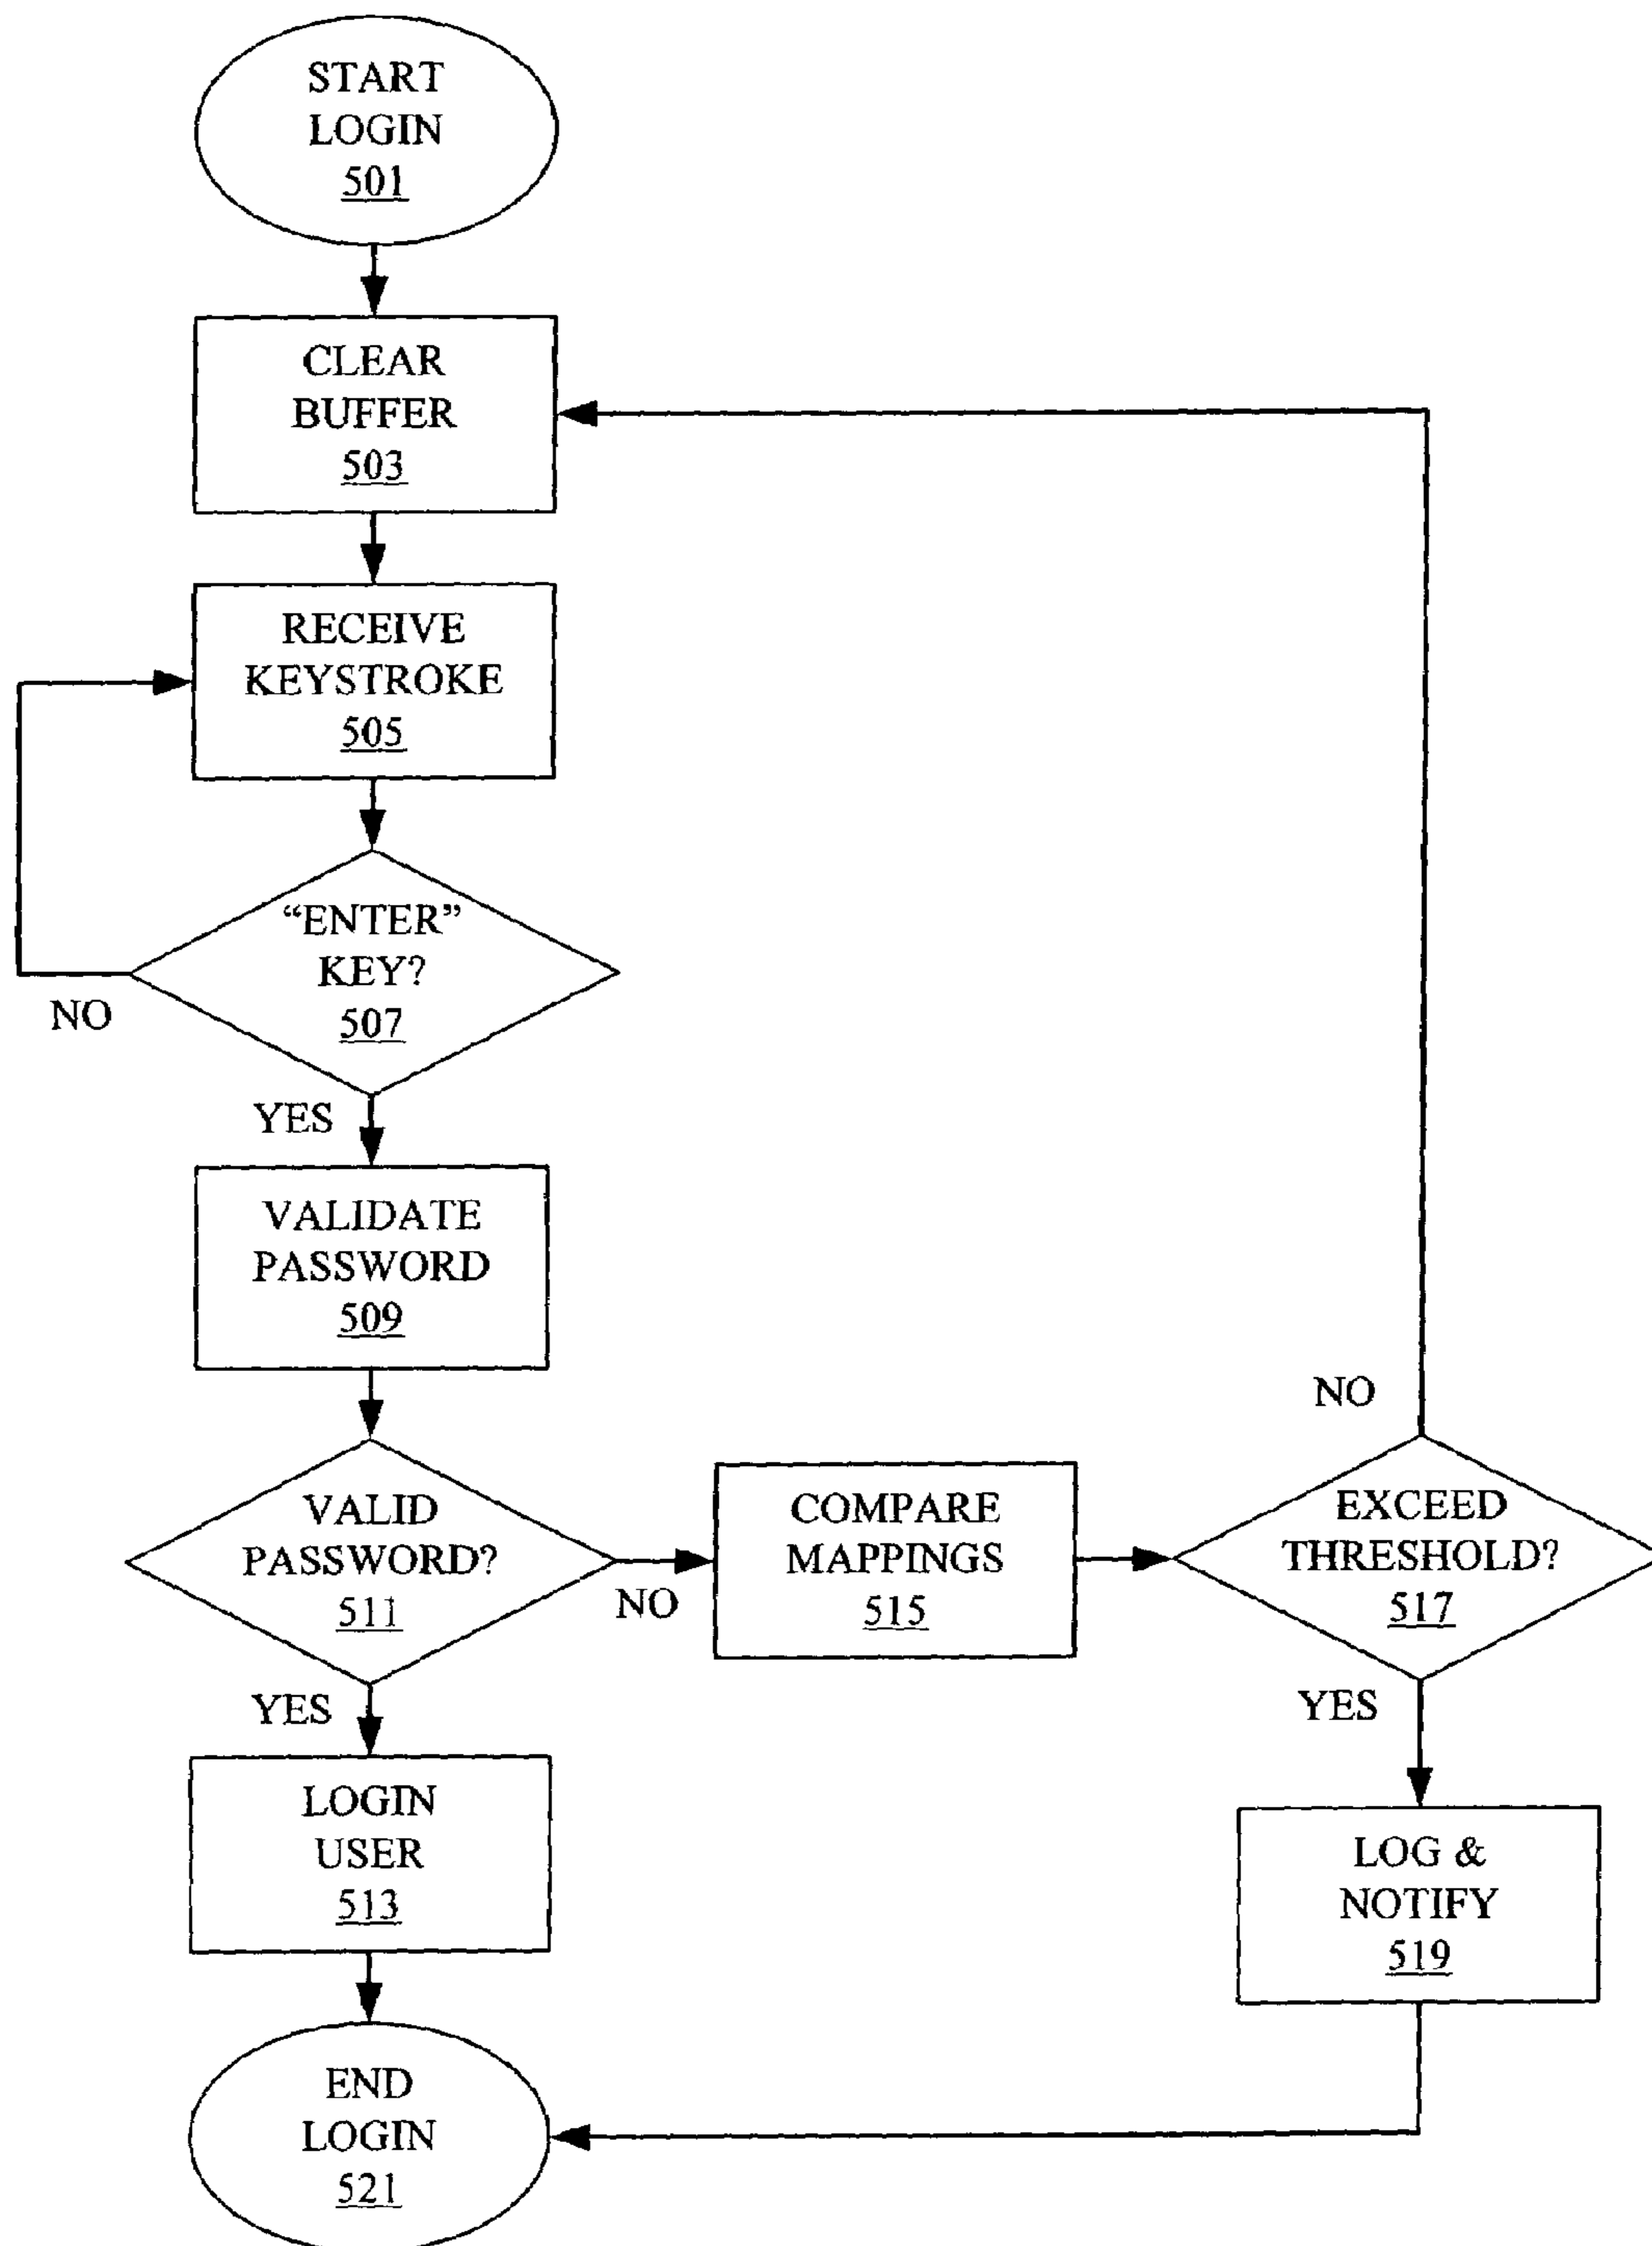 START
LOGIN
501
CLEAR
BUFFER
503
RECEIVE
KEYSTROKE
505
“ENTER”
KEY?
507
NO
YES
VALIDATE
PASSWORD
509
VALID
PASSWORD?
511
NO
YES
COMPARE
MAPPINGS
515
NO
EXCEED
THRESHOLD?
517
YES
LOGIN
USER
513
LOG &
NOTIFY
519
END
LOGIN
521